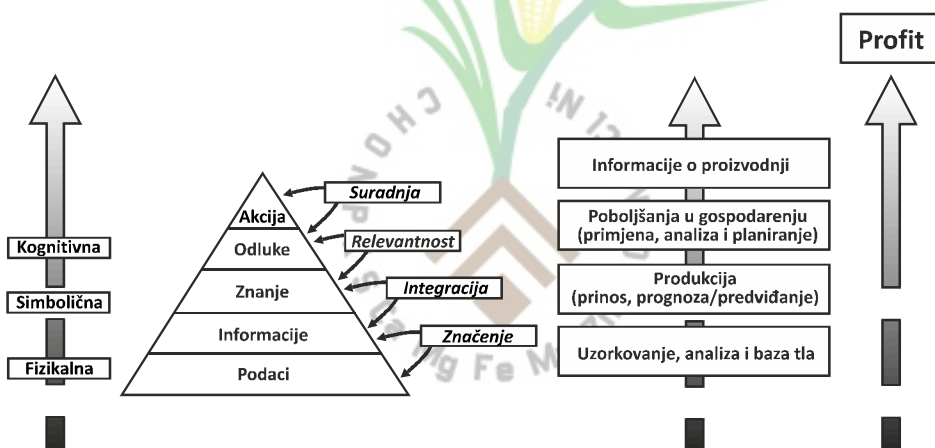 Profit
Informacije o proizvodnji
Suradnja
Akcija
Poboljšanja u gospodarenju
(primjena, analiza i planiranje)
Kognitivna
Odluke
Relevantnost
Znanje
Integracija
Produkcija
(prinos, prognoza/predviđanje)
Simbolična
Informacije
Značenje
Uzorkovanje, analiza i baza tla
Fizikalna
Podaci